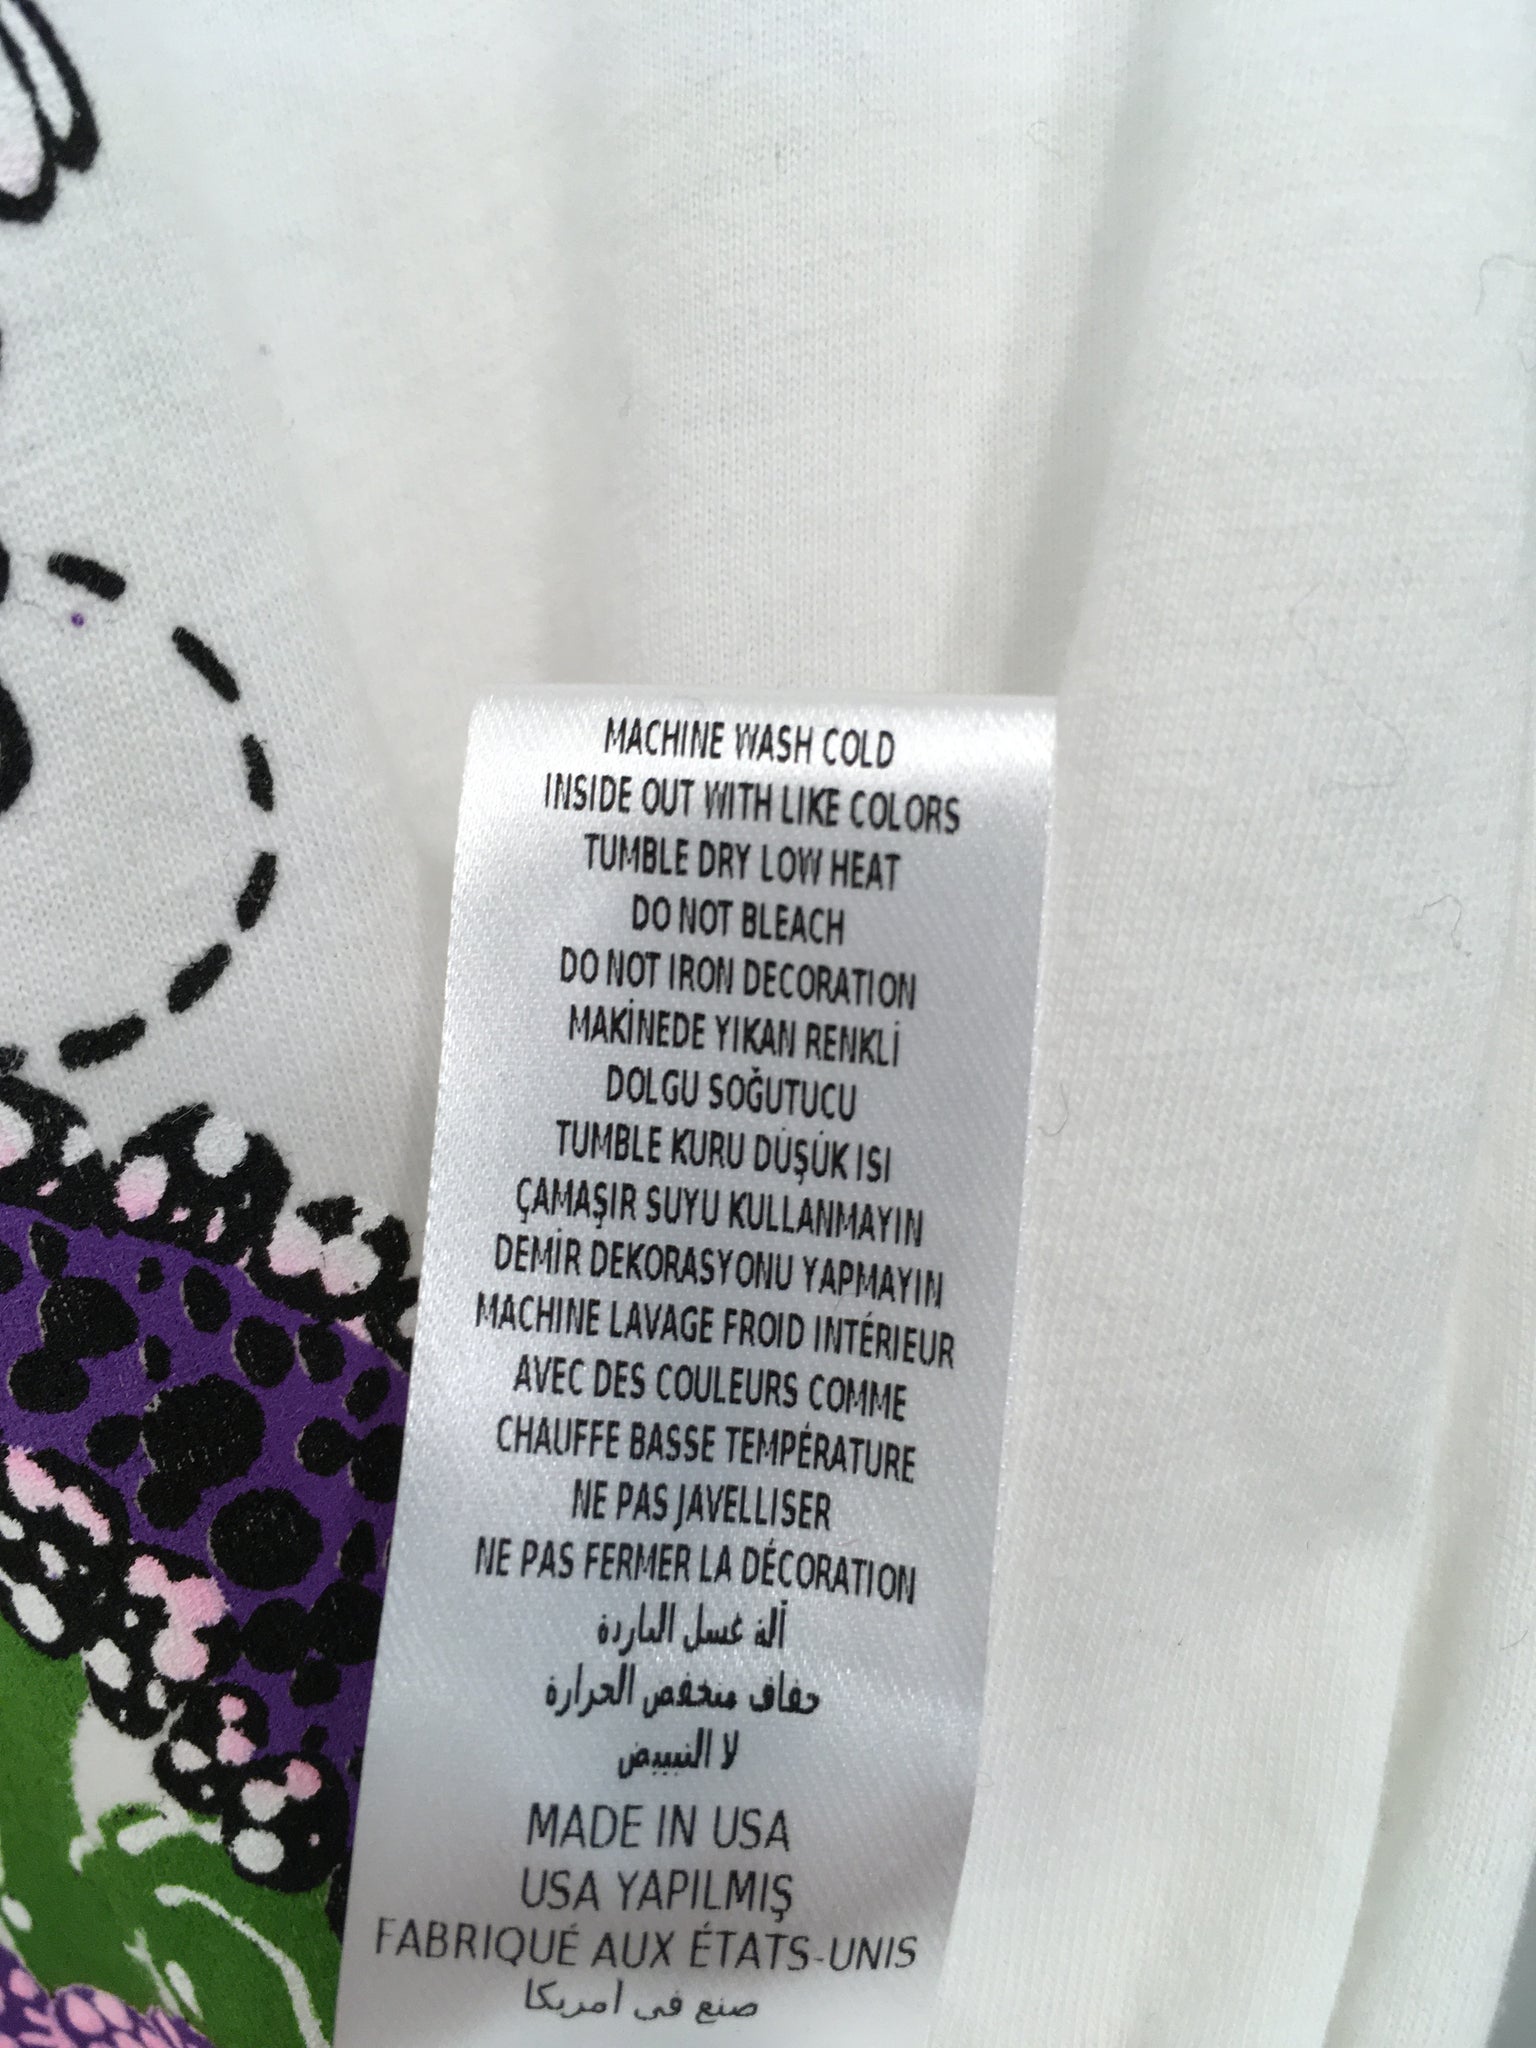 MACHINE WASH COLD
INSIDE OUT WITH LIKE COLORS
TUMBLE DRY LOW HEAT
DO NOT BLEACH
DO NOT IRON DECORATION
MAKİNEDE YIKAN RENKLİ
DOLGU SOĞUTUCU
TUMBLE KURU DÜŞÜK ISI
ÇAMAŞIR SUYU KULLANMAYIN
DEMİR DEKORASYONU YAPMAYIN
MACHINE LAVAGE FROID INTÉRIEUR
AVEC DES COULEURS COMME
CHAUFFE BASSE TEMPÉRATURE
NE PAS JAVELLISER
NE PAS FERMER LA DÉCORATION
آلة غسل الباردة
جفاف منخفض الحرارة
لا التبييض
MADE IN USA
USA YAPILMIŞ
FABRIQUÉ AUX ÉTATS-UNIS
صنع في امريكا